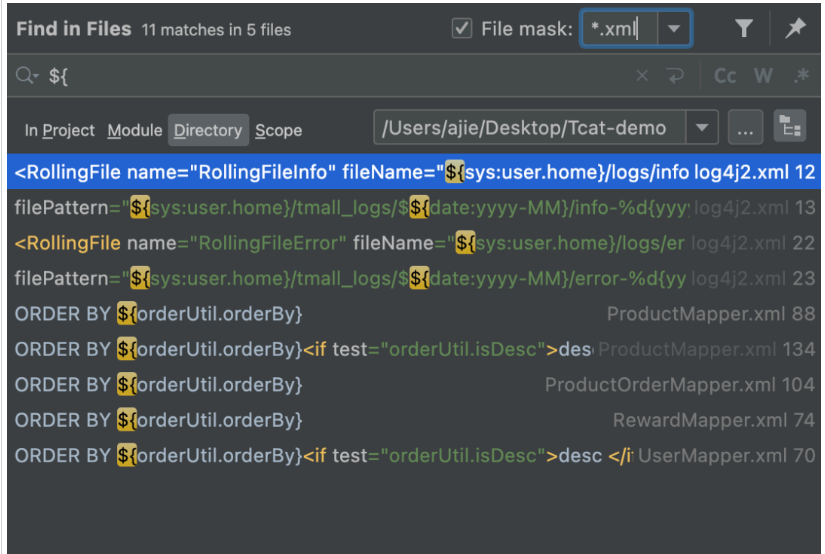 Find in Files 11 matches in 5 files File mask: *.xml
${ Cc W .*
In Project Module Directory Scope /Users/ajie/Desktop/Tcat-demo ...
<RollingFile name="RollingFileInfo" fileName="${sys:user.home}/logs/info log4j2.xml 12
filePattern="${sys:user.home}/tmall_logs/$${date:yyyy-MM}/info-%d{yyy log4j2.xml 13
<RollingFile name="RollingFileError" fileName="${sys:user.home}/logs/er log4j2.xml 22
filePattern="${sys:user.home}/tmall_logs/$${date:yyyy-MM}/error-%d{yy log4j2.xml 23
ORDER BY ${orderUtil.orderBy} ProductMapper.xml 88
ORDER BY ${orderUtil.orderBy}<if test="orderUtil.isDesc">des ProductMapper.xml 134
ORDER BY ${orderUtil.orderBy} ProductOrderMapper.xml 104
ORDER BY ${orderUtil.orderBy} RewardMapper.xml 74
ORDER BY ${orderUtil.orderBy}<if test="orderUtil.isDesc">desc </i UserMapper.xml 70